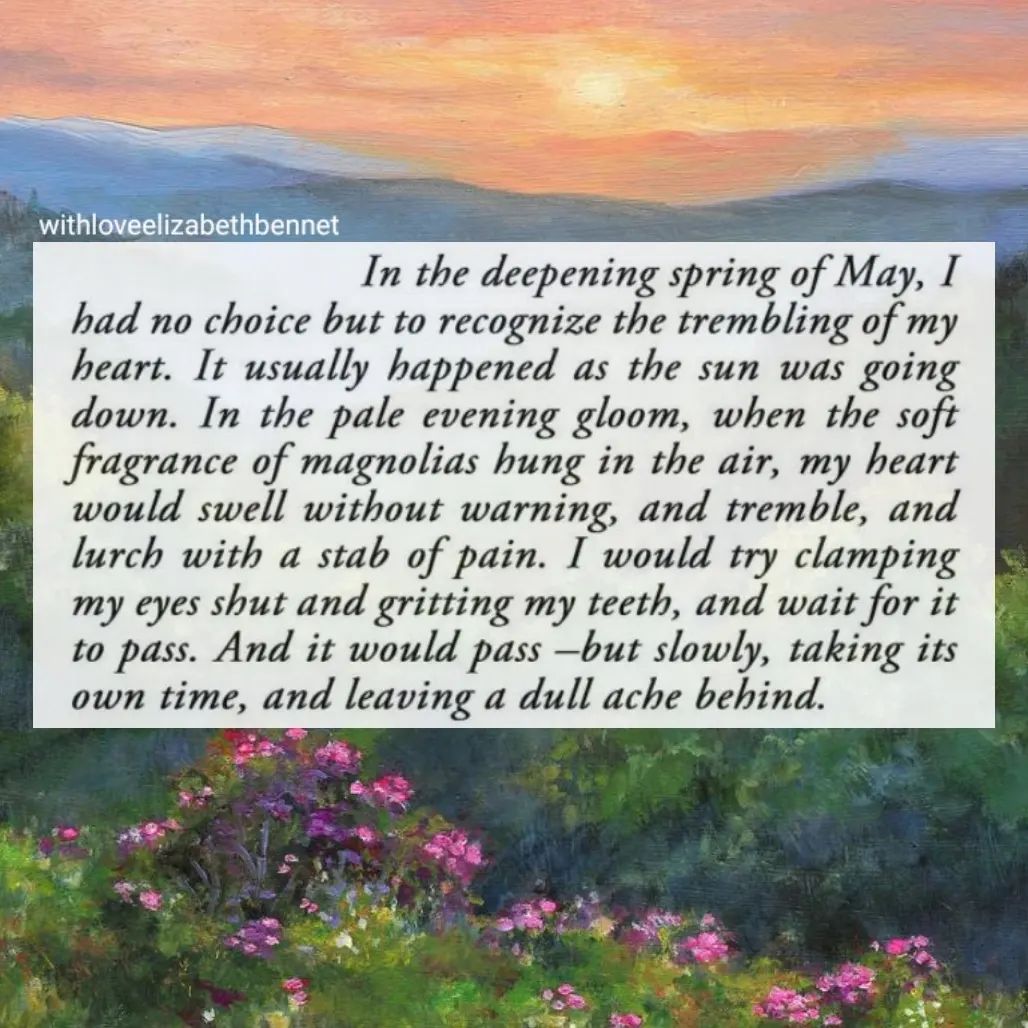 withloveelizabethbennet
In the deepening spring of May, I
had no choice but to recognize the trembling of my
heart. It usually happened as the sun was going
down. In the pale evening gloom, when the soft
fragrance of magnolias hung in the air, my heart
would swell without warning, and tremble, and
lurch with a stab of pain. I would try clamping
my eyes shut and gritting my teeth, and wait for it
to pass. And it would pass –but slowly, taking its
own time, and leaving a dull ache behind.